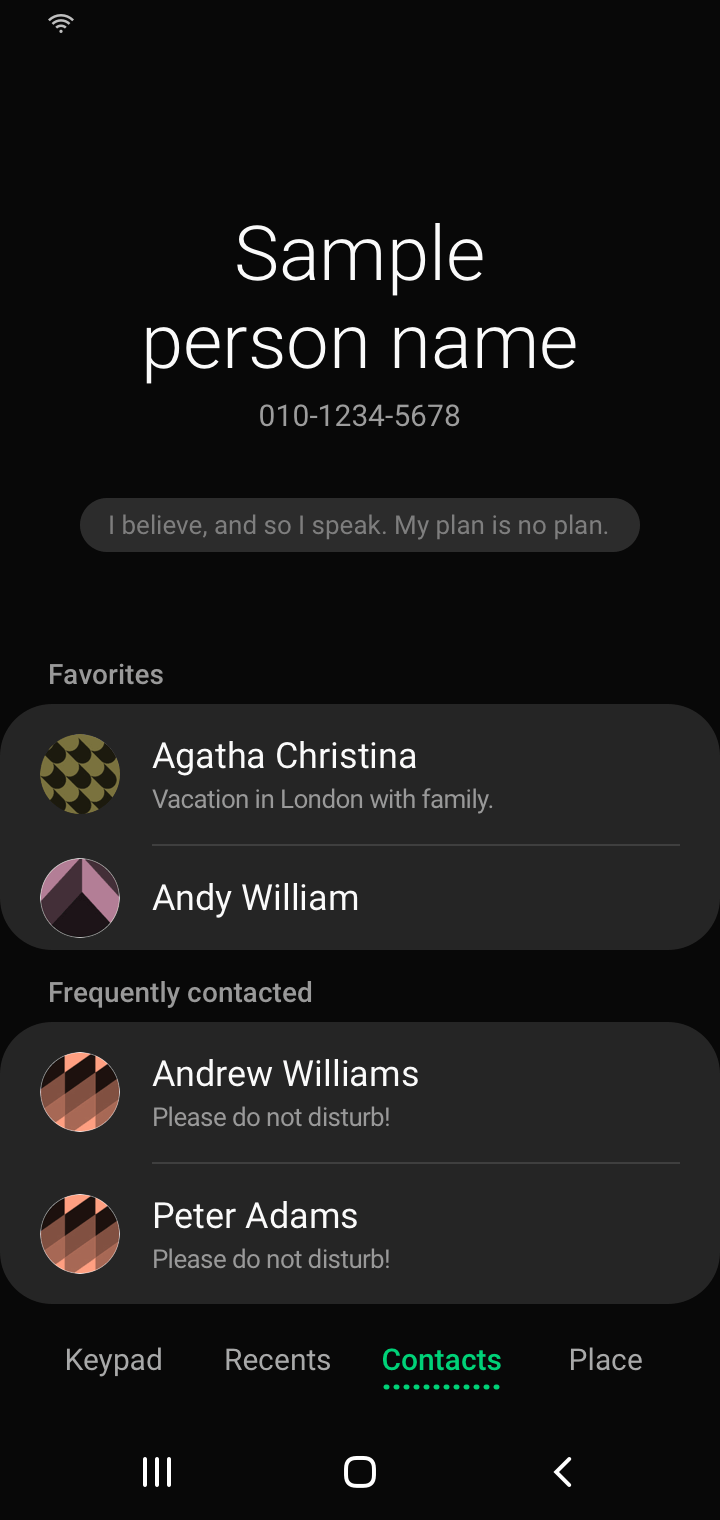 Sample
person name
010-1234-5678
I believe, and so I speak. My plan is no plan.
Favorites
Agatha Christina
Vacation in London with family.
Andy William
Frequently contacted
Andrew Williams
Please do not disturb!
Peter Adams
Please do not disturb!
Keypad Recents Contacts Place